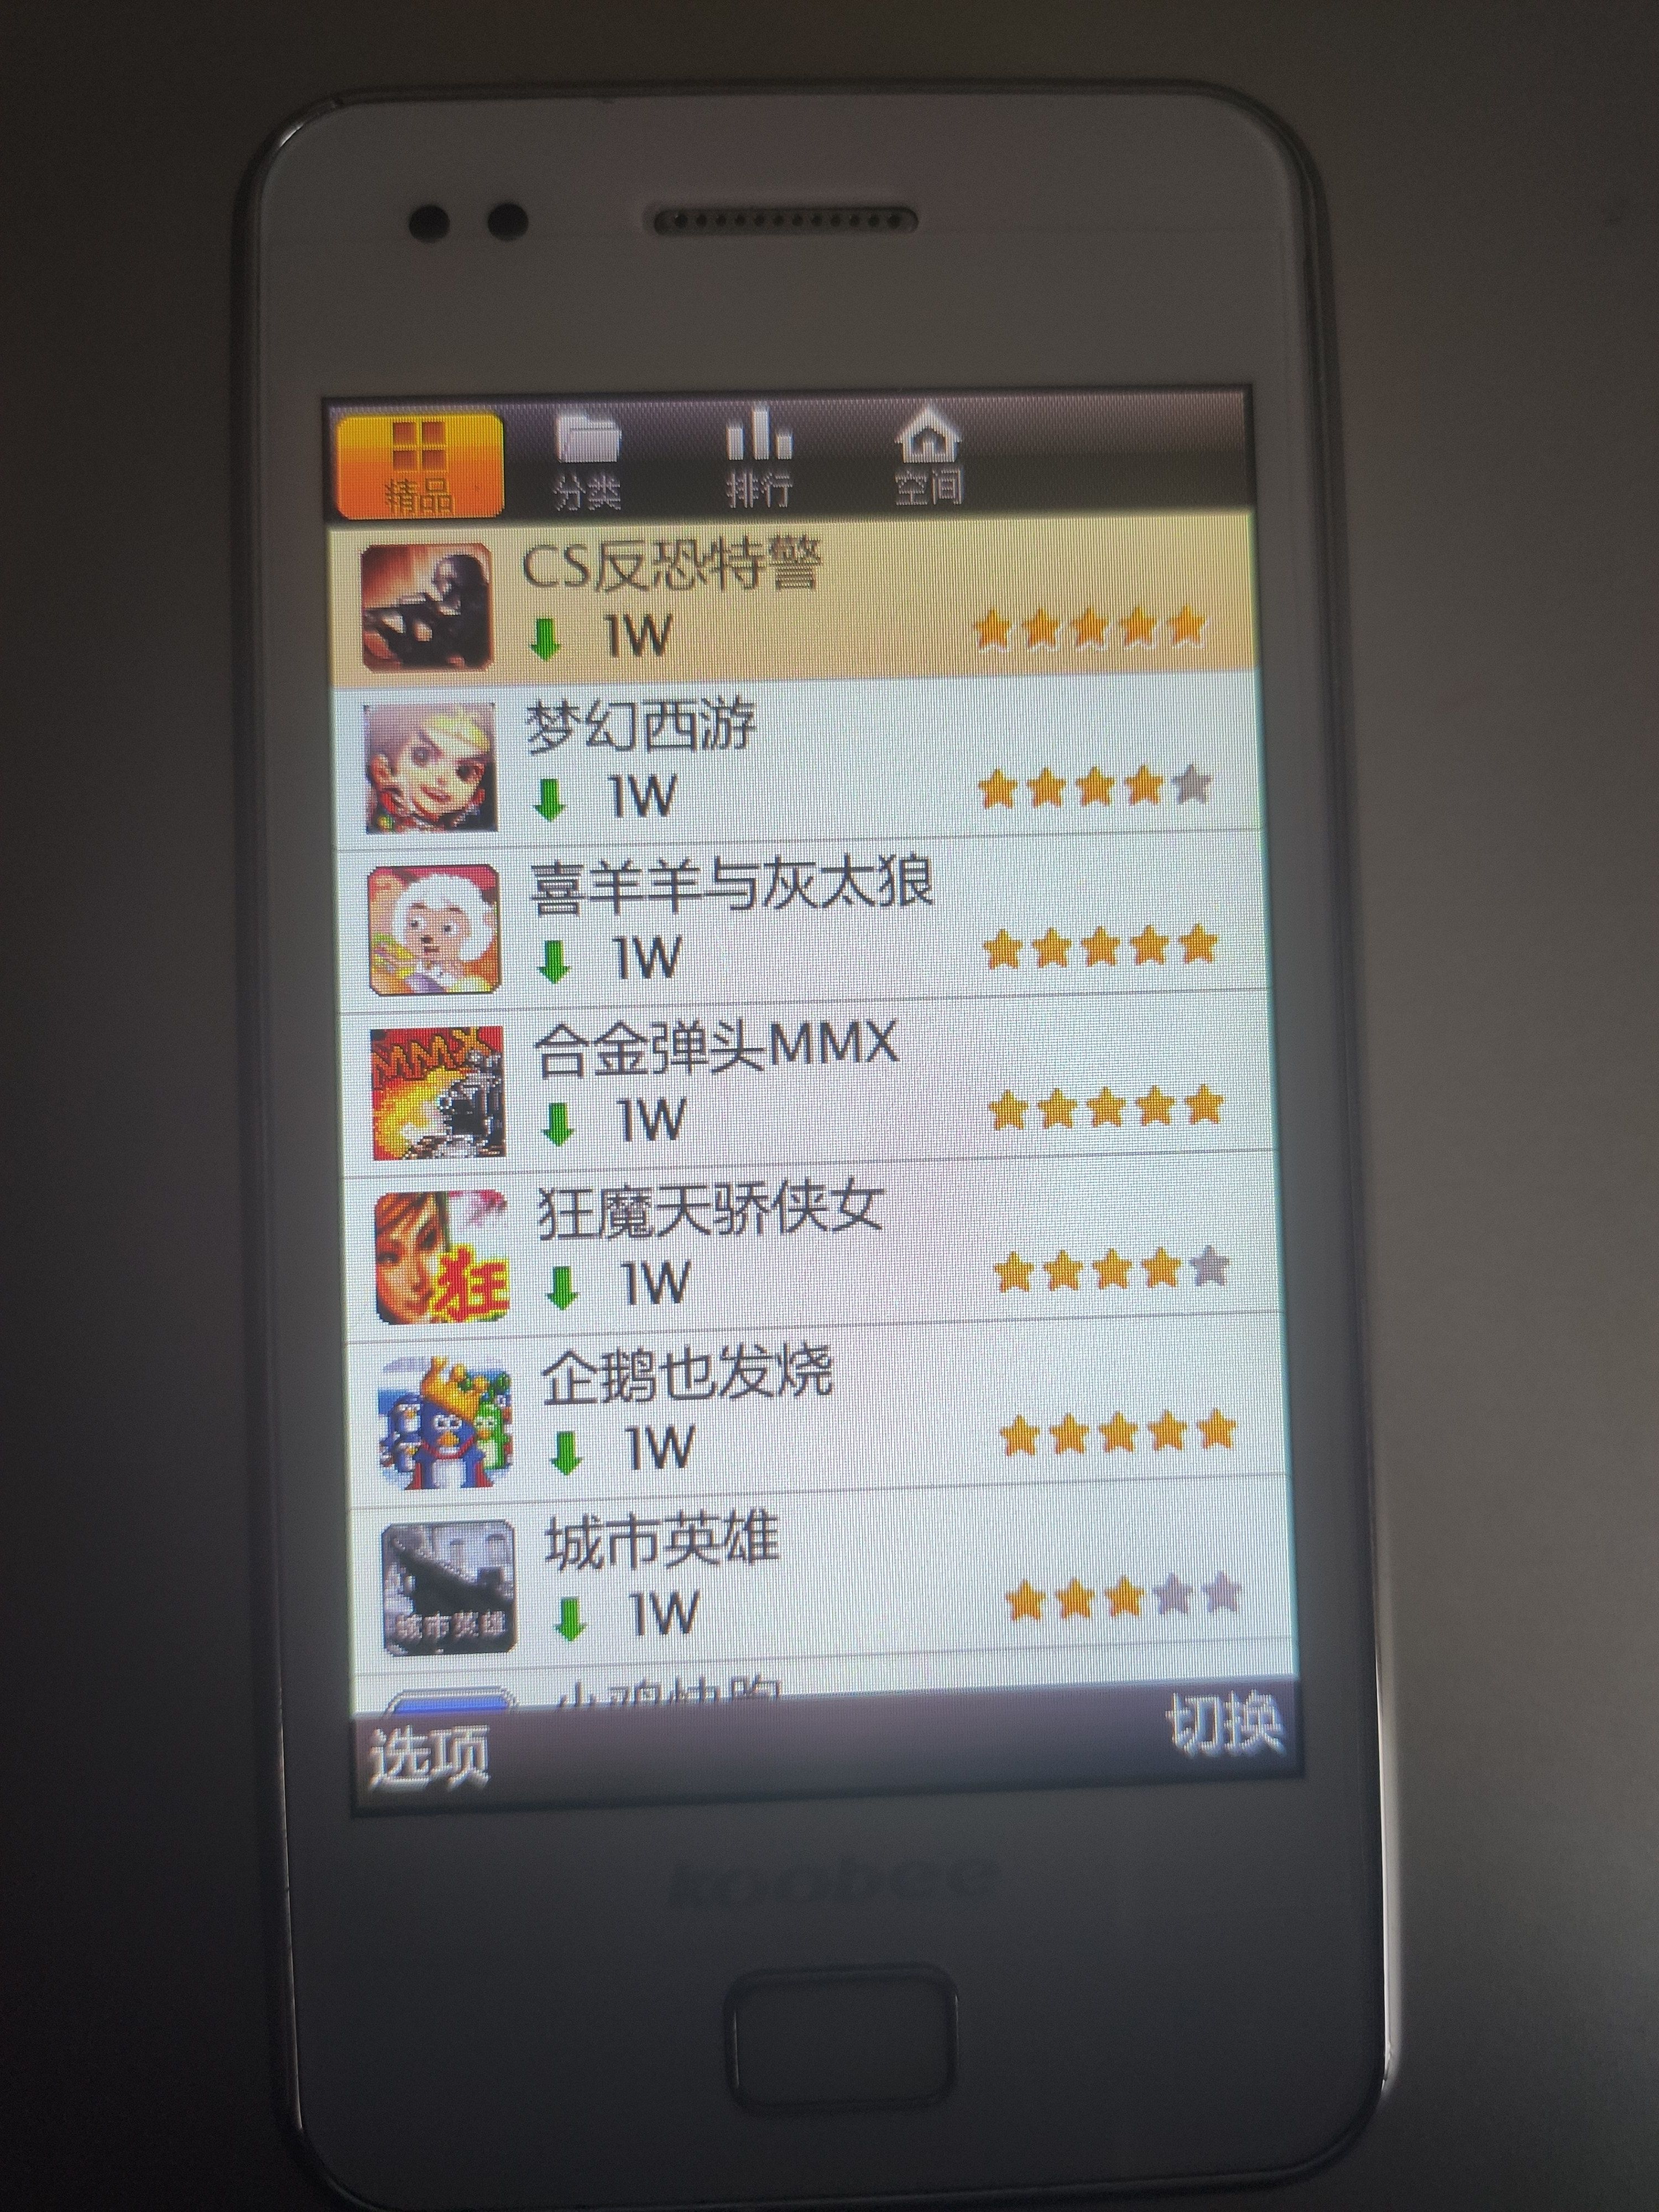 精品 分类 排行 空间
CS反恐特警
1W
梦幻西游
1W
喜羊羊与灰太狼
1W
MMX
合金弹头MMX
1W
狂魔天骄侠女
狂
1W
企鹅也发烧
1W
城市英雄
1W
城市英雄
选项 切换
koobee